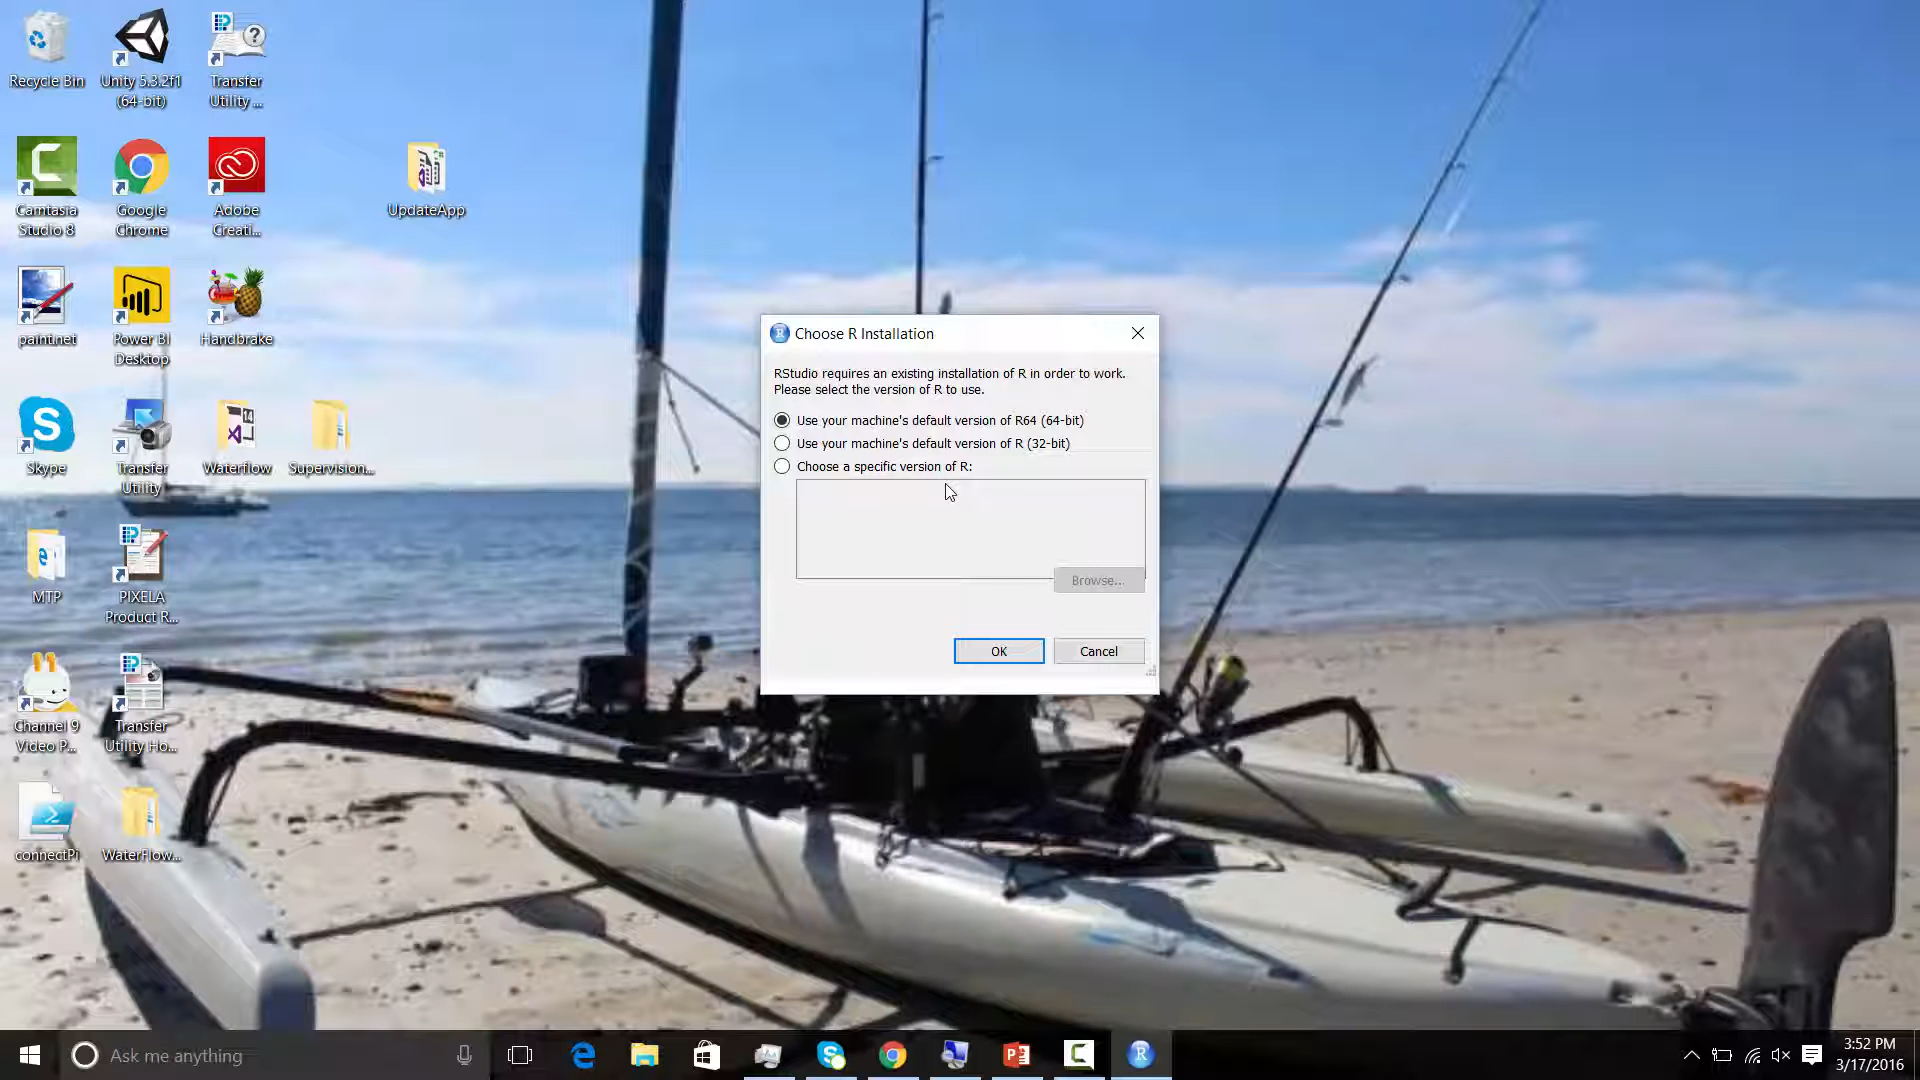 Recycle Bin
Unity 5.3.2f1
(64-bit)
Transfer
Utility ...
Camtasia
Studio 8
Google
Chrome
Adobe
Creati...
UpdateApp
paint.net
Power BI
Desktop
Handbrake
Skype
Transfer
Utility
Waterflow
Supervision...
MTP
PIXELA
Product R...
Channel 9
Video P...
Transfer
Utility Ho...
connectPi
WaterFlow...
Choose R Installation
RStudio requires an existing installation of R in order to work.
Please select the version of R to use.
Use your machine's default version of R64 (64-bit)
Use your machine's default version of R (32-bit)
Choose a specific version of R:
Browse...
OK
Cancel
Ask me anything
3:52 PM
3/17/2016